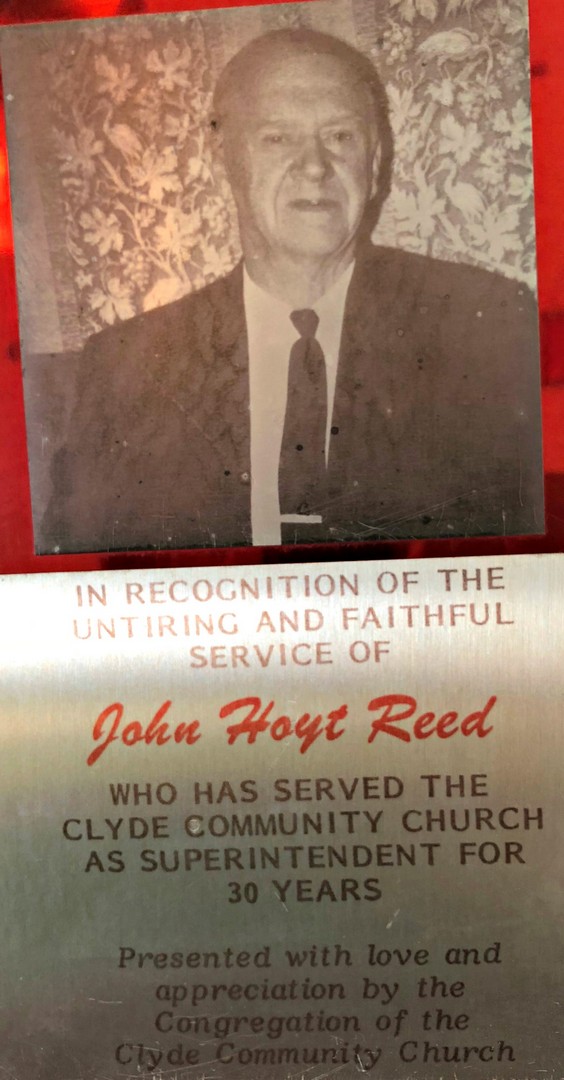 IN RECOGNITION OF THE
UNTIRING AND FAITHFUL
SERVICE OF
John Hoyt Reed
WHO HAS SERVED THE
CLYDE COMMUNITY CHURCH
AS SUPERINTENDENT FOR
30 YEARS
Presented with love and
appreciation by the
Congregation of the
Clyde Community Church